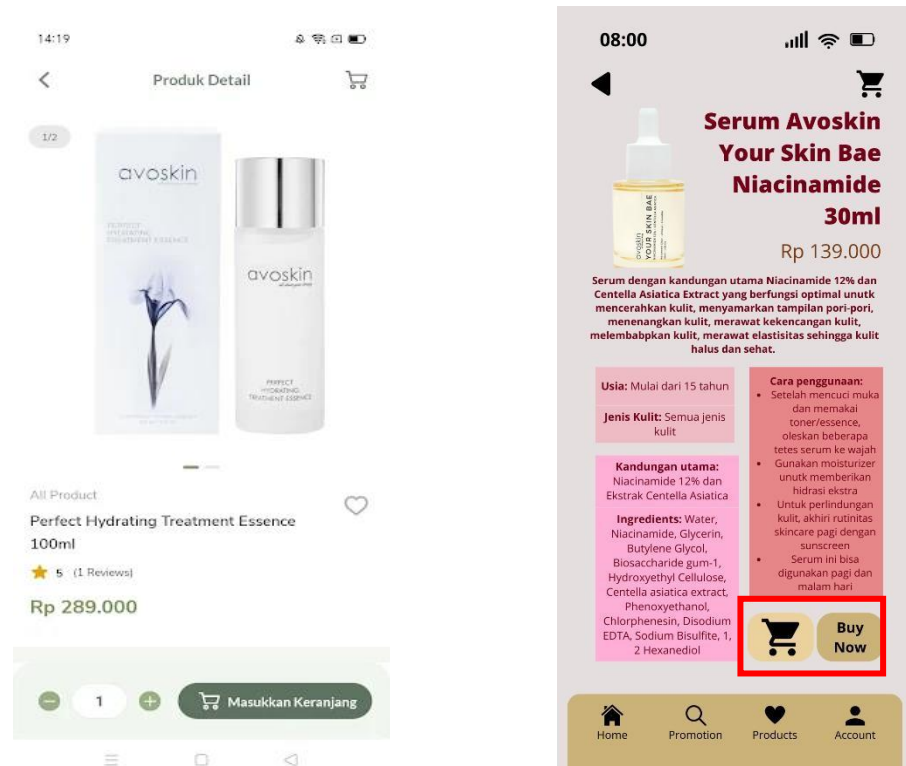 14:19
Produk Detail
1/2
avoskin
PERFECT
HYDRATING
TREATMENT ESSENCE
avoskin
PERFECT
HYDRATING
TREATMENT ESSENCE
All Product
Perfect Hydrating Treatment Essence
100ml
5 (1 Reviews)
Rp 289.000
1
Masukkan Keranjang
08:00
Serum Avoskin
Your Skin Bae
Niacinamide
30ml
avoskin
YOUR SKIN BAE
Rp 139.000
Serum dengan kandungan utama Niacinamide 12% dan
Centella Asiatica Extract yang berfungsi optimal unutk
mencerahkan kulit, menyamarkan tampilan pori-pori,
menenangkan kulit, merawat kekencangan kulit,
melembabpkan kulit, merawat elastisitas sehingga kulit
halus dan sehat.
Usia: Mulai dari 15 tahun
Jenis Kulit: Semua jenis
kulit
Kandungan utama:
Niacinamide 12% dan
Ekstrak Centella Asiatica
Ingredients: Water,
Niacinamide, Glycerin,
Butylene Glycol,
Biosaccharide gum-1,
Hydroxyethyl Cellulose,
Centella asiatica extract,
Phenoxyethanol,
Chlorphenesin, Disodium
EDTA, Sodium Bisulfite, 1,
2 Hexanediol
Cara penggunaan:
• Setelah mencuci muka
dan memakai
toner/essence,
oleskan beberapa
tetes serum ke wajah
• Gunakan moisturizer
unutk memberikan
hidrasi ekstra
• Untuk perlindungan
kulit, akhiri rutinitas
skincare pagi dengan
sunscreen
• Serum ini bisa
digunakan pagi dan
malam hari
Buy
Now
Home
Promotion
Products
Account